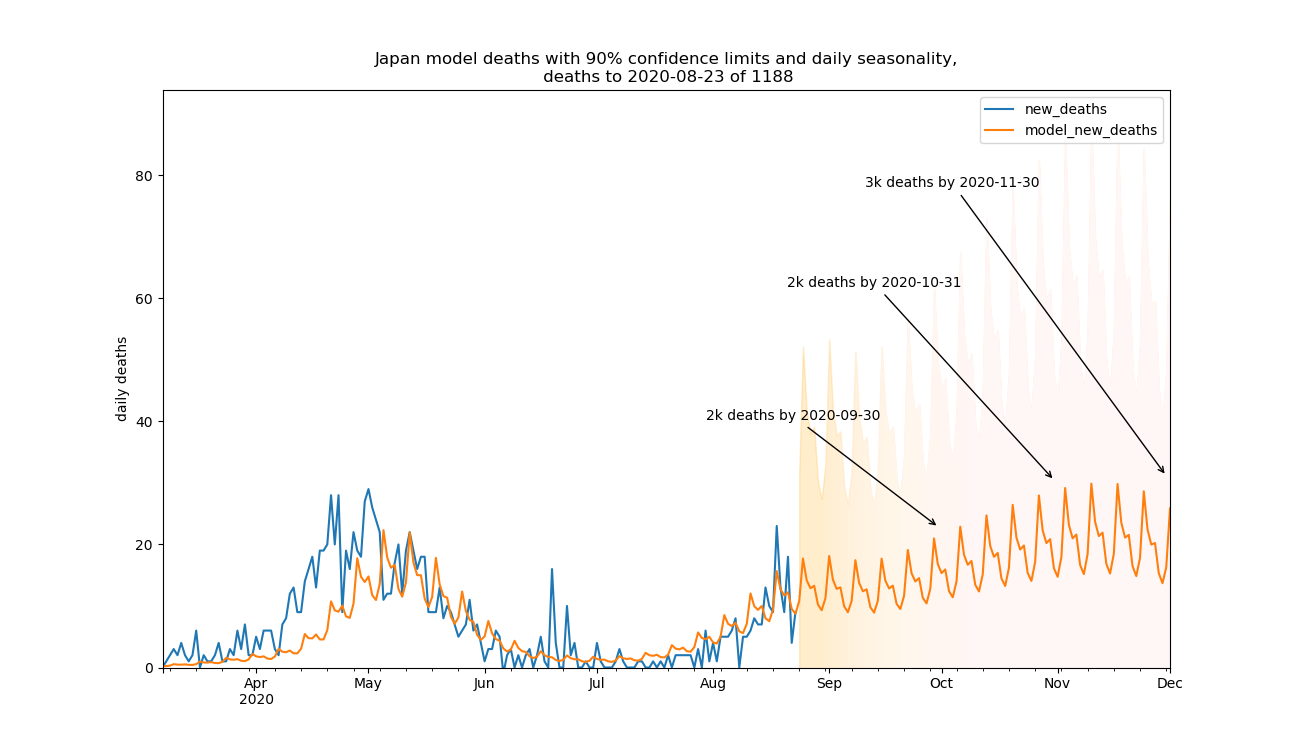 Japan model deaths with 90% confidence limits and daily seasonality,
deaths to 2020-08-23 of 1188
new_deaths
model_new_deaths
80
3k deaths by 2020-11-30
60
2k deaths by 2020-10-31
daily deaths
40
2k deaths by 2020-09-30
20
0
Apr May Jun Jul Aug Sep Oct Nov Dec
2020